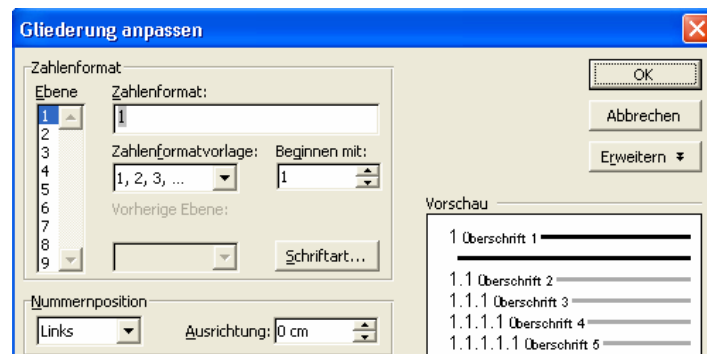 Gliederung anpassen
Zahlenformat
Ebene
Zahlenformat:
1
2
3
4
5
6
7
8
9
1
Zahlenformatvorlage:
Beginnen mit:
1, 2, 3, ...
1
Vorherige Ebene:
Schriftart...
Nummernposition
Links
Ausrichtung:
0 cm
OK
Abbrechen
Erweitern
Vorschau
1 Überschrift 1
1.1 Überschrift 2
1.1.1 Überschrift 3
1.1.1.1 Überschrift 4
1.1.1.1.1 Überschrift 5